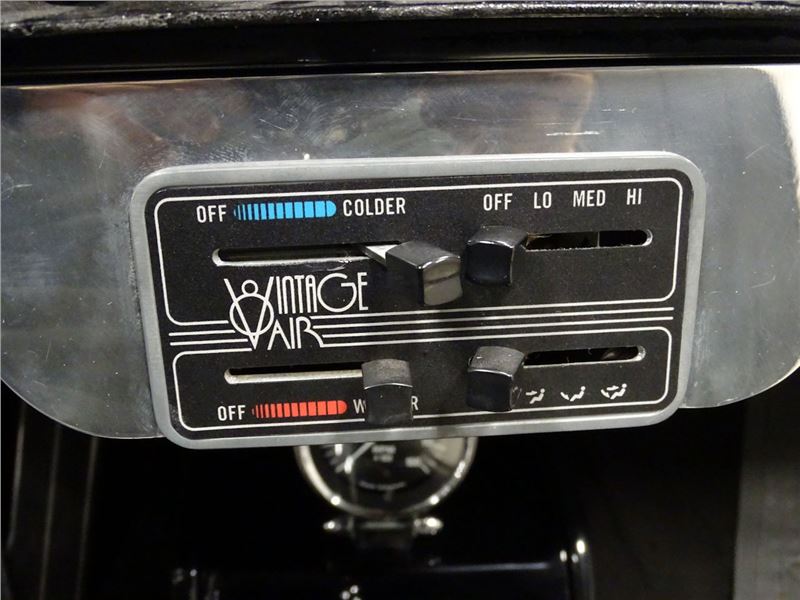 OFF COLDER
OFF LO MED HI
VINTAGE
AIR
OFF